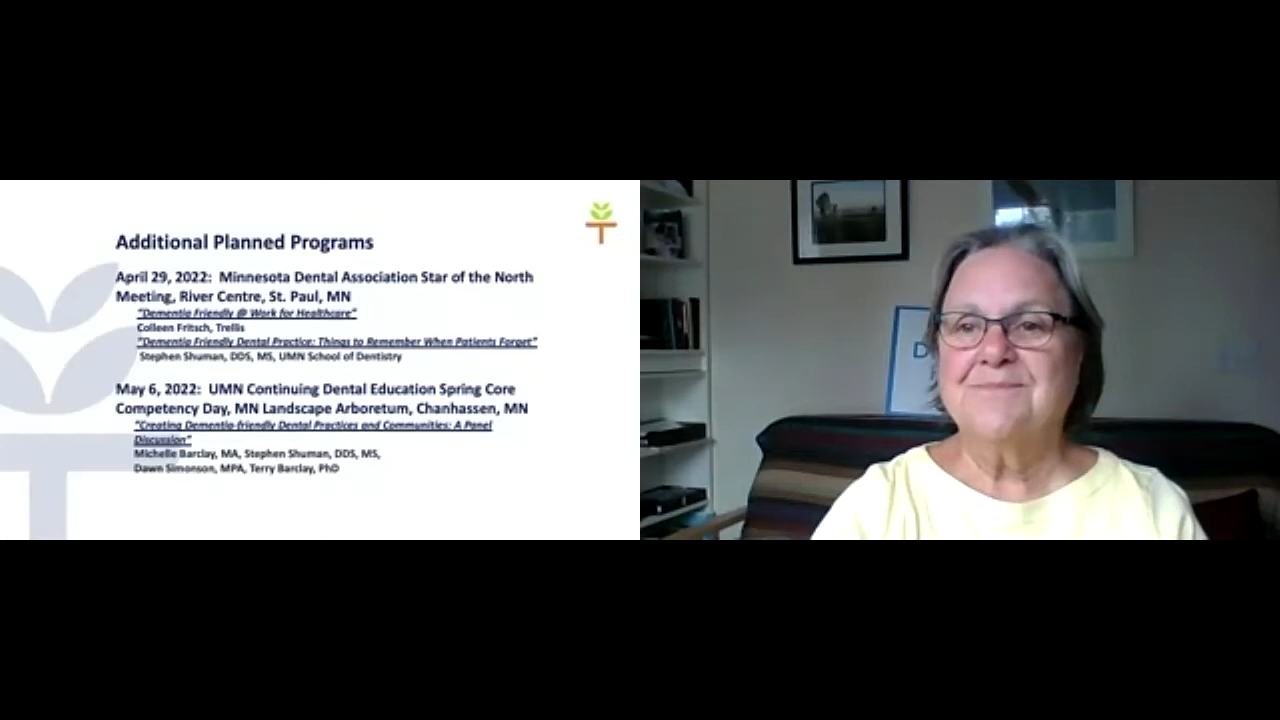 Additional Planned Programs
April 29, 2022: Minnesota Dental Association Star of the North
Meeting, River Centre, St. Paul, MN
"Dementia Friendly @ Work for Healthcare"
Colleen Fritsch, Trellis
"Dementia Friendly Dental Practice: Things to Remember When Patients Forget"
Stephen Shuman, DDS, MS, UMN School of Dentistry
May 6, 2022: UMN Continuing Dental Education Spring Core
Competency Day, MN Landscape Arboretum, Chanhassen, MN
"Creating Dementia-friendly Dental Practices and Communities: A Panel
Discussion"
Michelle Barclay, MA, Stephen Shuman, DDS, MS,
Dawn Simonson, MPA, Terry Barclay, PhD
D